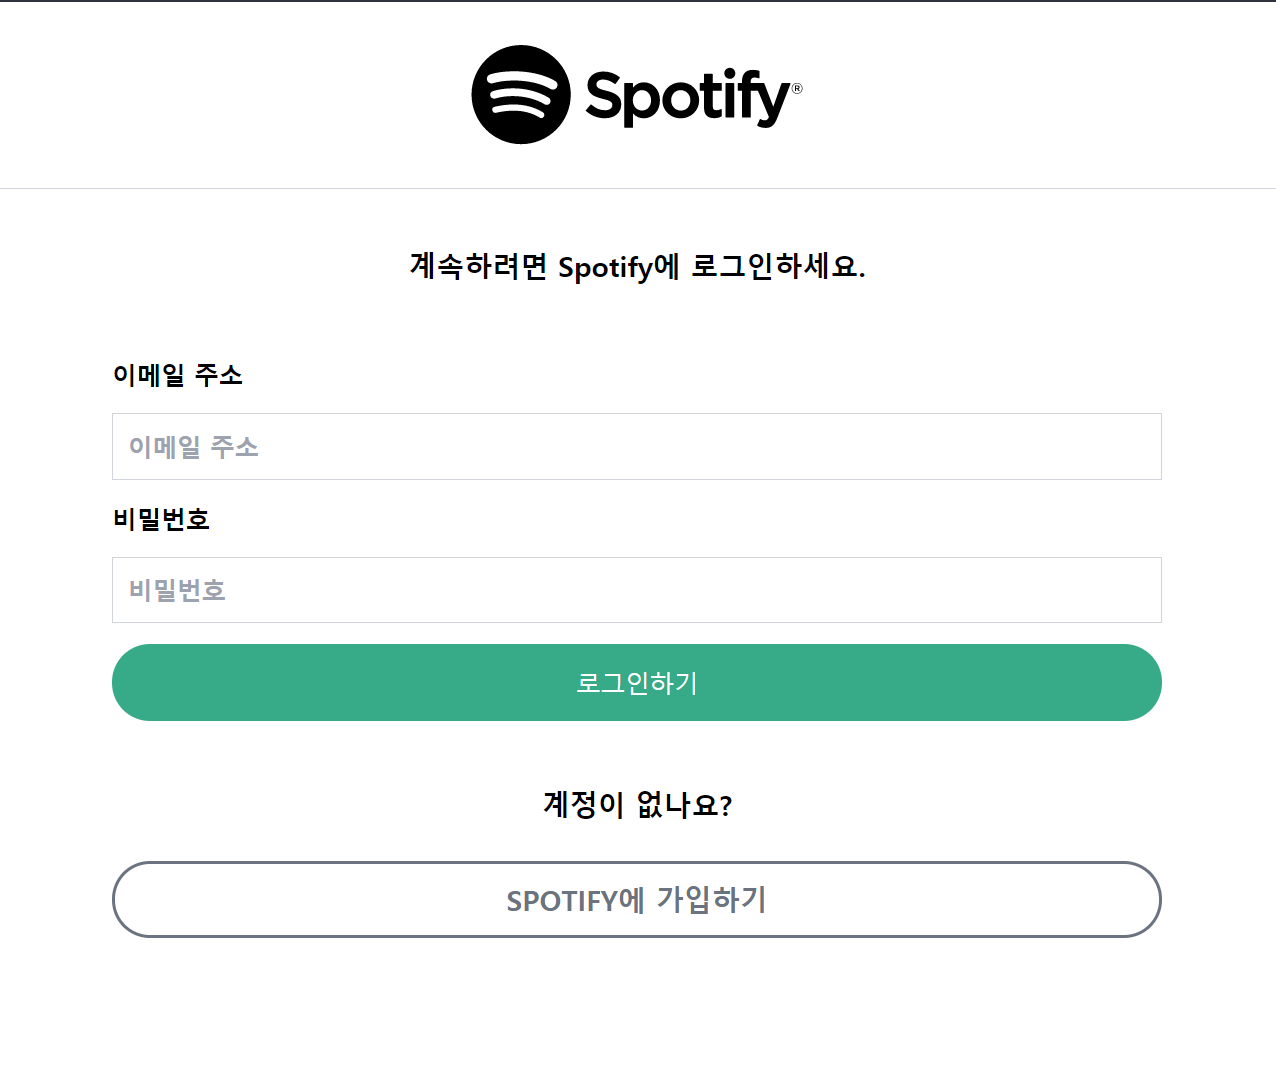 Spotify®
계속하려면 Spotify에 로그인하세요.
이메일 주소
이메일 주소
비밀번호
비밀번호
로그인하기
계정이 없나요?
SPOTIFY에 가입하기